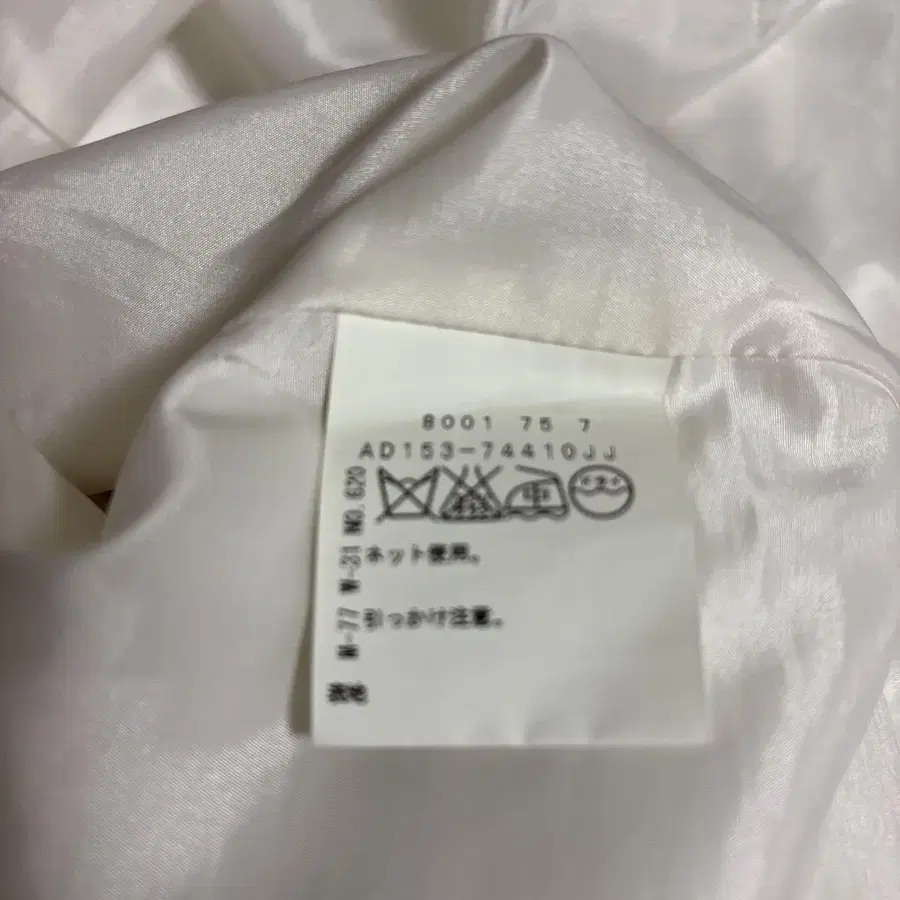 8001 75 7
AD153-74410JJ
NO.620
W-31 ネット使用。
W-77 引っかけ注意。
表地